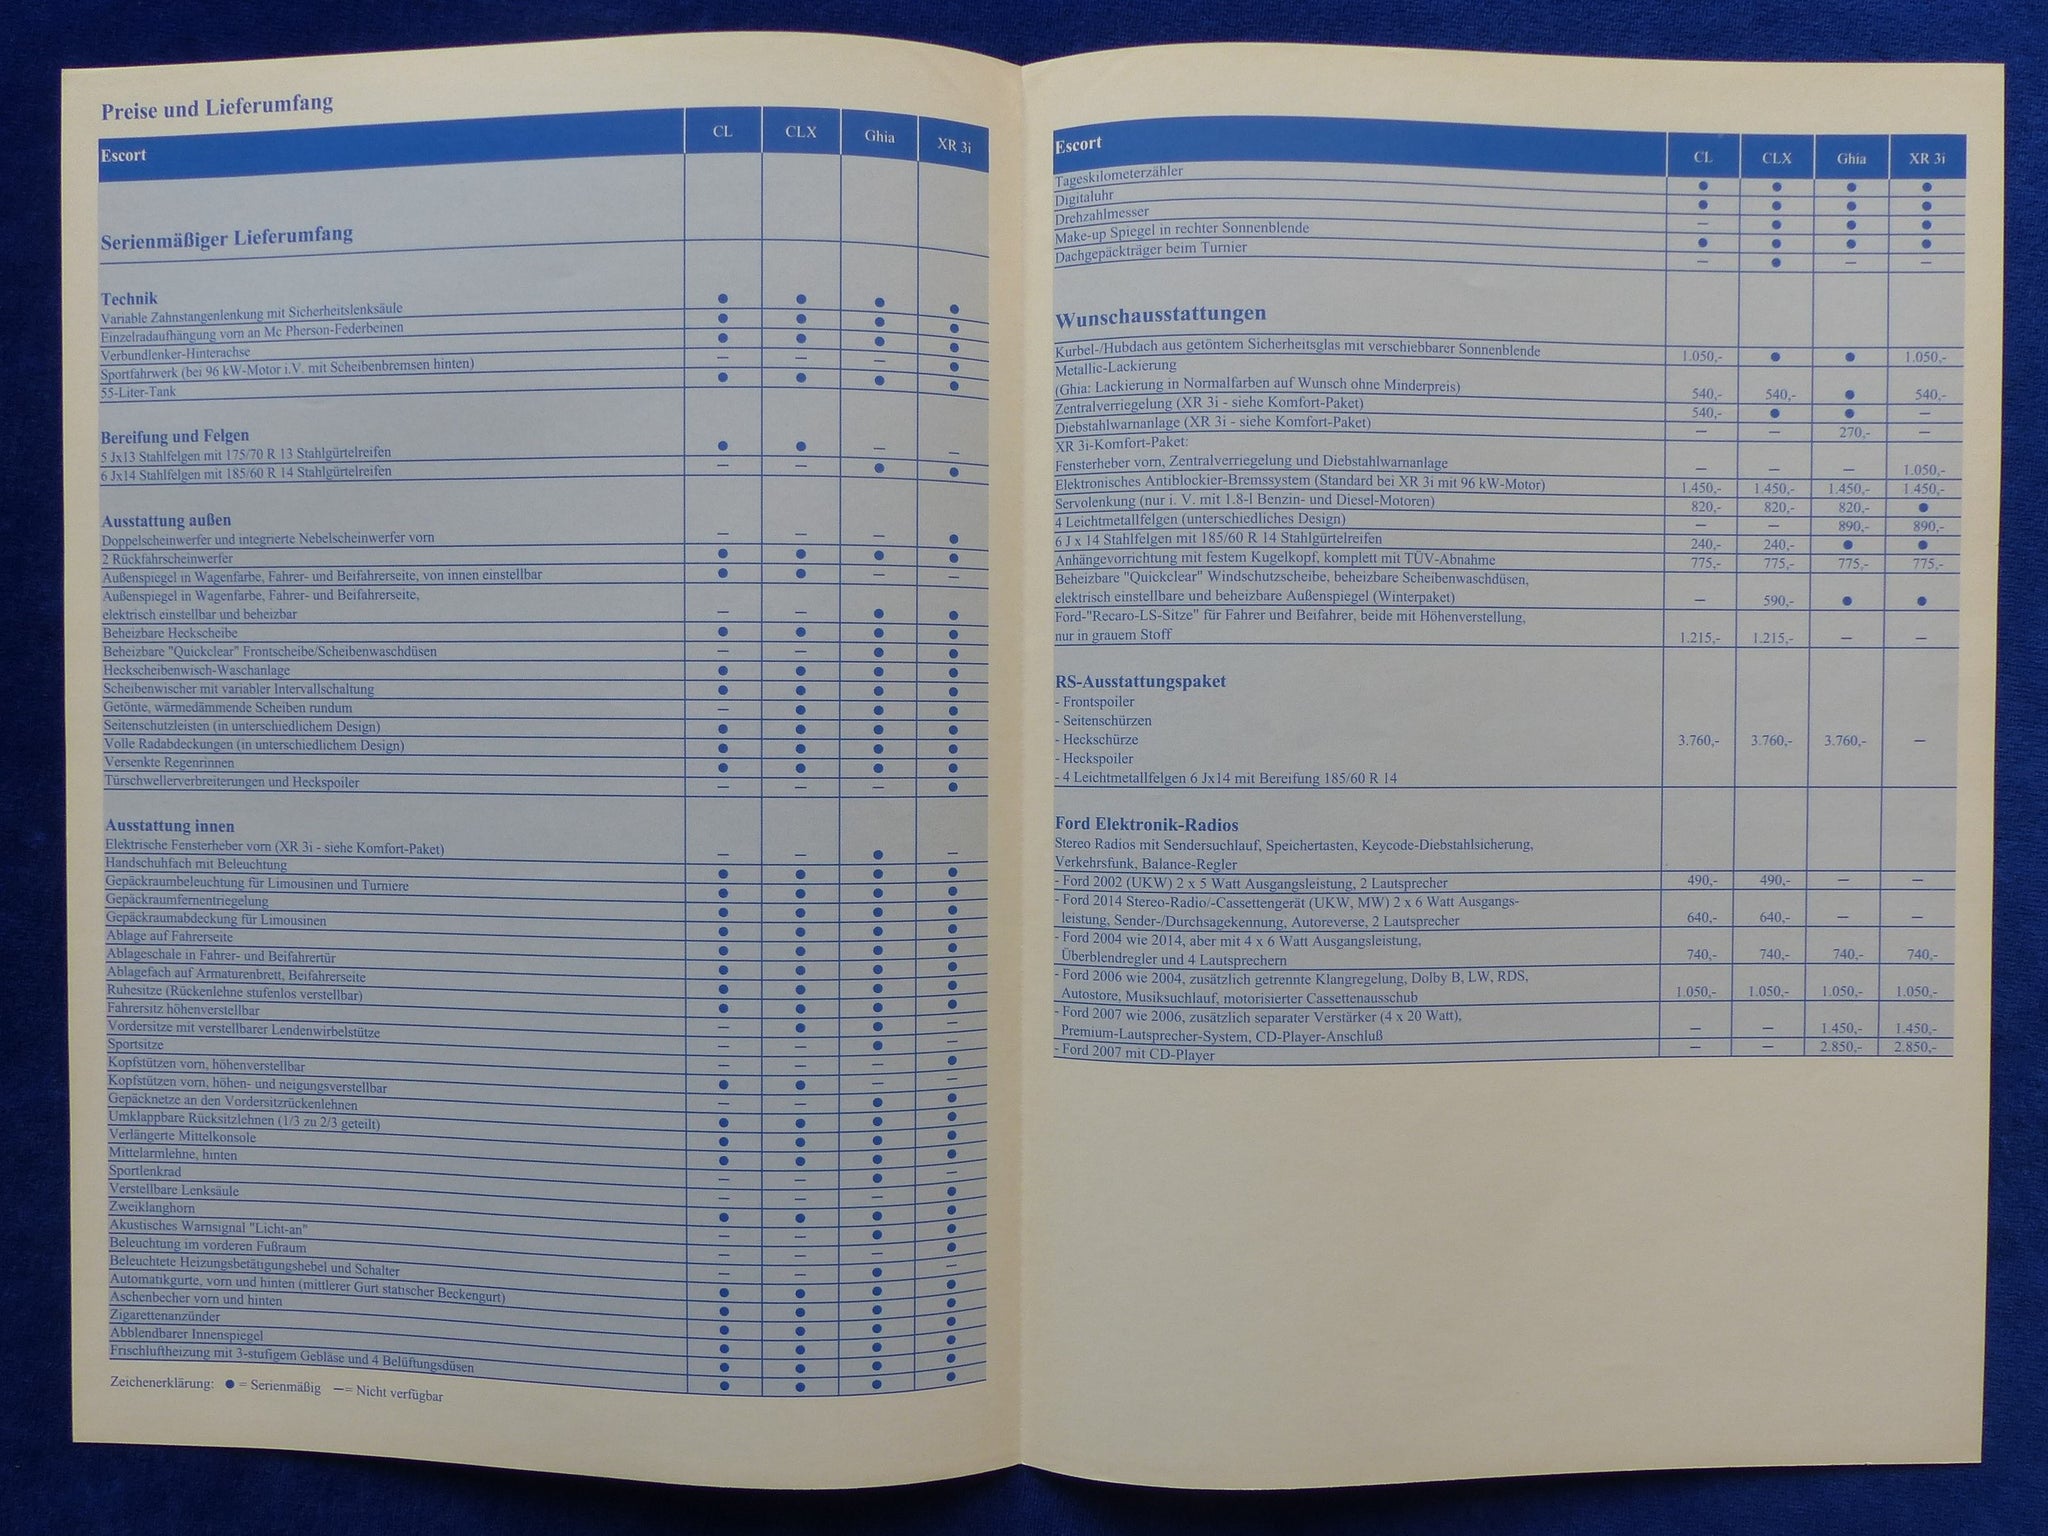 Preise und Lieferumfang
Escort CL CLX Ghia XR 3i
Serienmäßiger Lieferumfang
Technik
Variable Zahnstangenlenkung mit Sicherheitslenksäule ● ● ● ●
Einzelradaufhängung vorn an Mc Pherson-Federbeinen ● ● ● ●
Verbundlenker-Hinterachse ● ● ● ●
Sportfahrwerk (bei 96 kW-Motor i.V. mit Scheibenbremsen hinten) – – – ●
55-Liter-Tank ● ● ● ●
Bereifung und Felgen
5 Jx13 Stahlfelgen mit 175/70 R 13 Stahlgürtelreifen ● ● – –
6 Jx14 Stahlfelgen mit 185/60 R 14 Stahlgürtelreifen – – ● ●
Ausstattung außen
Doppelscheinwerfer und integrierte Nebelscheinwerfer vorn – – – ●
2 Rückfahrscheinwerfer ● ● ● ●
Außenspiegel in Wagenfarbe, Fahrer- und Beifahrerseite, von innen einstellbar ● ● – –
Außenspiegel in Wagenfarbe, Fahrer- und Beifahrerseite,
elektrisch einstellbar und beheizbar – – ● ●
Beheizbare Heckscheibe ● ● ● ●
Beheizbare "Quickclear" Frontscheibe/Scheibenwaschdüsen – – ● ●
Heckscheibenwisch-Waschanlage ● ● ● ●
Scheibenwischer mit variabler Intervallschaltung ● ● ● ●
Getönte, wärmedämmende Scheiben rundum – ● ● ●
Seitenschutzleisten (in unterschiedlichem Design) ● ● ● ●
Volle Radabdeckungen (in unterschiedlichem Design) ● ● ● ●
Versenkte Regenrinnen ● ● ● ●
Türschwellerverbreiterungen und Heckspoiler – – – ●
Ausstattung innen
Elektrische Fensterheber vorn (XR 3i - siehe Komfort-Paket) – – ● –
Handschuhfach mit Beleuchtung ● ● ● ●
Gepäckraumbeleuchtung für Limousinen und Turniere ● ● ● ●
Gepäckraumfernentriegelung ● ● ● ●
Gepäckraumabdeckung für Limousinen ● ● ● ●
Ablage auf Fahrerseite ● ● ● ●
Ablageschale in Fahrer- und Beifahrertür ● ● ● ●
Ablagefach auf Armaturenbrett, Beifahrerseite ● ● ● ●
Ruhesitze (Rückenlehne stufenlos verstellbar) ● ● ● ●
Fahrersitz höhenverstellbar – ● ● –
Vordersitze mit verstellbarer Lendenwirbelstütze – – ● –
Sportsitze – – – ●
Kopfstützen vorn, höhenverstellbar ● ● – –
Kopfstützen vorn, höhen- und neigungsverstellbar – – ● ●
Gepäcknetze an den Vordersitzrückenlehnen – – ● ●
Umklappbare Rücksitzlehnen (1/3 zu 2/3 geteilt) ● ● ● ●
Verlängerte Mittelkonsole ● ● ● ●
Mittelarmlehne, hinten – – ● –
Sportlenkrad – – – ●
Verstellbare Lenksäule ● ● ● ●
Zweiklanghorn – – ● ●
Akustisches Warnsignal "Licht-an" – – – ●
Beleuchtung im vorderen Fußraum – – ● –
Beleuchtete Heizungsbetätigungshebel und Schalter ● ● ● ●
Automatikgurte, vorn und hinten (mittlerer Gurt statischer Beckengurt) ● ● ● ●
Aschenbecher vorn und hinten ● ● ● ●
Zigarettenanzünder ● ● ● ●
Abblendbarer Innenspiegel ● ● ● ●
Frischluftheizung mit 3-stufigem Gebläse und 4 Belüftungsdüsen ● ● ● ●
Zeichenerklärung: ● = Serienmäßig – = Nicht verfügbar
Escort CL CLX Ghia XR 3i
Tageskilometerzähler ● ● ● ●
Digitaluhr ● ● ● ●
Drehzahlmesser – ● ● ●
Make-up Spiegel in rechter Sonnenblende ● ● ● ●
Dachgepäckträger beim Turnier – ● – –
Wunschausstattungen
Kurbel-/Hubdach aus getöntem Sicherheitsglas mit verschiebbarer Sonnenblende 1.050,- ● ● 1.050,-
Metallic-Lackierung
(Ghia: Lackierung in Normalfarben auf Wunsch ohne Minderpreis) 540,- 540,- ● 540,-
Zentralverriegelung (XR 3i - siehe Komfort-Paket) 540,- ● ● –
Diebstahlwarnanlage (XR 3i - siehe Komfort-Paket) – – 270,- –
XR 3i-Komfort-Paket:
Fensterheber vorn, Zentralverriegelung und Diebstahlwarnanlage – – – 1.050,-
Elektronisches Antiblockier-Bremssystem (Standard bei XR 3i mit 96 kW-Motor) 1.450,- 1.450,- 1.450,- 1.450,-
Servolenkung (nur i. V. mit 1.8-l Benzin- und Diesel-Motoren) 820,- 820,- 820,- ●
4 Leichtmetallfelgen (unterschiedliches Design) – – 890,- 890,-
6 J x 14 Stahlfelgen mit 185/60 R 14 Stahlgürtelreifen 240,- 240,- ● ●
Anhängevorrichtung mit festem Kugelkopf, komplett mit TÜV-Abnahme 775,- 775,- 775,- 775,-
Beheizbare "Quickclear" Windschutzscheibe, beheizbare Scheibenwaschdüsen,
elektrisch einstellbare und beheizbare Außenspiegel (Winterpaket) – 590,- ● ●
Ford-"Recaro-LS-Sitze" für Fahrer und Beifahrer, beide mit Höhenverstellung,
nur in grauem Stoff 1.215,- 1.215,- – –
RS-Ausstattungspaket
- Frontspoiler
- Seitenschürzen
- Heckschürze 3.760,- 3.760,- 3.760,- –
- Heckspoiler
- 4 Leichtmetallfelgen 6 Jx14 mit Bereifung 185/60 R 14
Ford Elektronik-Radios
Stereo Radios mit Sendersuchlauf, Speichertasten, Keycode-Diebstahlsicherung,
Verkehrsfunk, Balance-Regler
- Ford 2002 (UKW) 2 x 5 Watt Ausgangsleistung, 2 Lautsprecher 490,- 490,- – –
- Ford 2014 Stereo-Radio/-Cassettengerät (UKW, MW) 2 x 6 Watt Ausgangs-
leistung, Sender-/Durchsagekennung, Autoreverse, 2 Lautsprecher 640,- 640,- – –
- Ford 2004 wie 2014, aber mit 4 x 6 Watt Ausgangsleistung,
Überblendregler und 4 Lautsprechern 740,- 740,- 740,- 740,-
- Ford 2006 wie 2004, zusätzlich getrennte Klangregelung, Dolby B, LW, RDS,
Autostore, Musiksuchlauf, motorisierter Cassettenausschub 1.050,- 1.050,- 1.050,- 1.050,-
- Ford 2007 wie 2006, zusätzlich separater Verstärker (4 x 20 Watt),
Premium-Lautsprecher-System, CD-Player-Anschluß – – 1.450,- 1.450,-
- Ford 2007 mit CD-Player – – 2.850,- 2.850,-